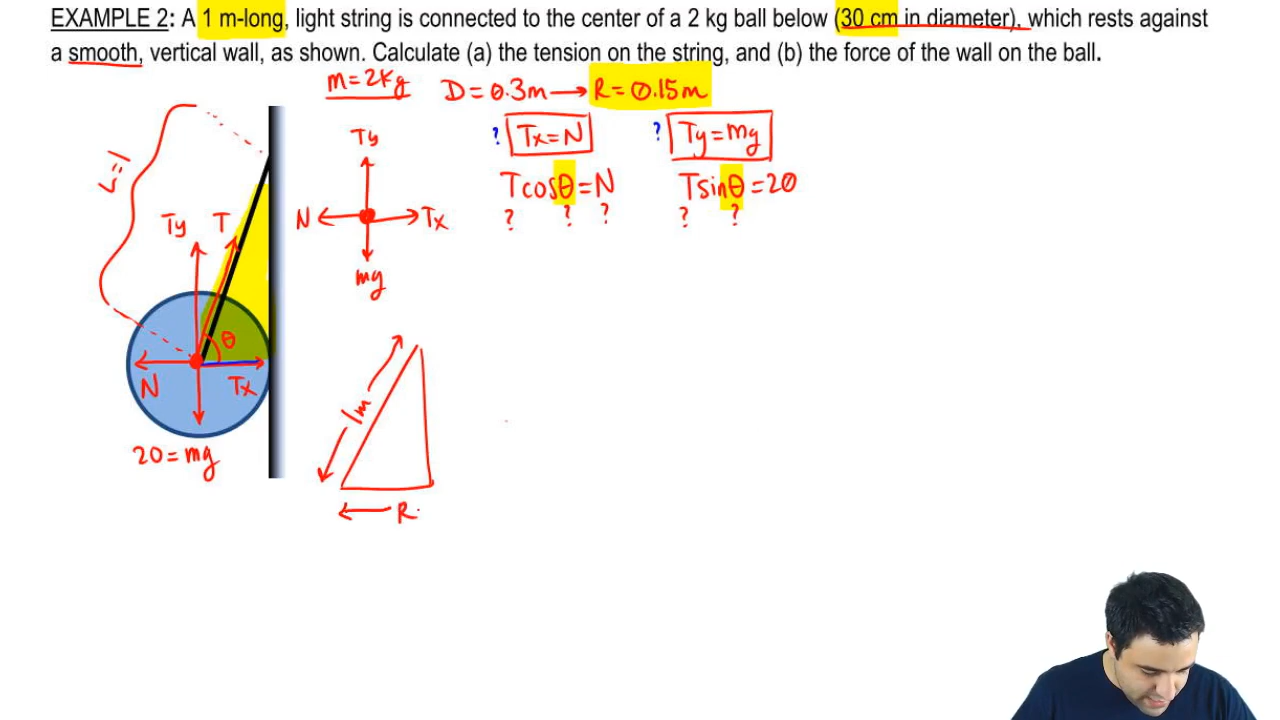 EXAMPLE 2: A 1 m-long, light string is connected to the center of a 2 kg ball below (30 cm in diameter), which rests against
a smooth, vertical wall, as shown. Calculate (a) the tension on the string, and (b) the force of the wall on the ball.
m=2kg D=0.3m→R=0.15m
? Tx=N ? Ty=mg
Tcosθ=N Tsinθ=20
? ? ? ? ?
L=1
Ty T
θ
N Tx
20=mg
Ty
N Tx
mg
1m
R